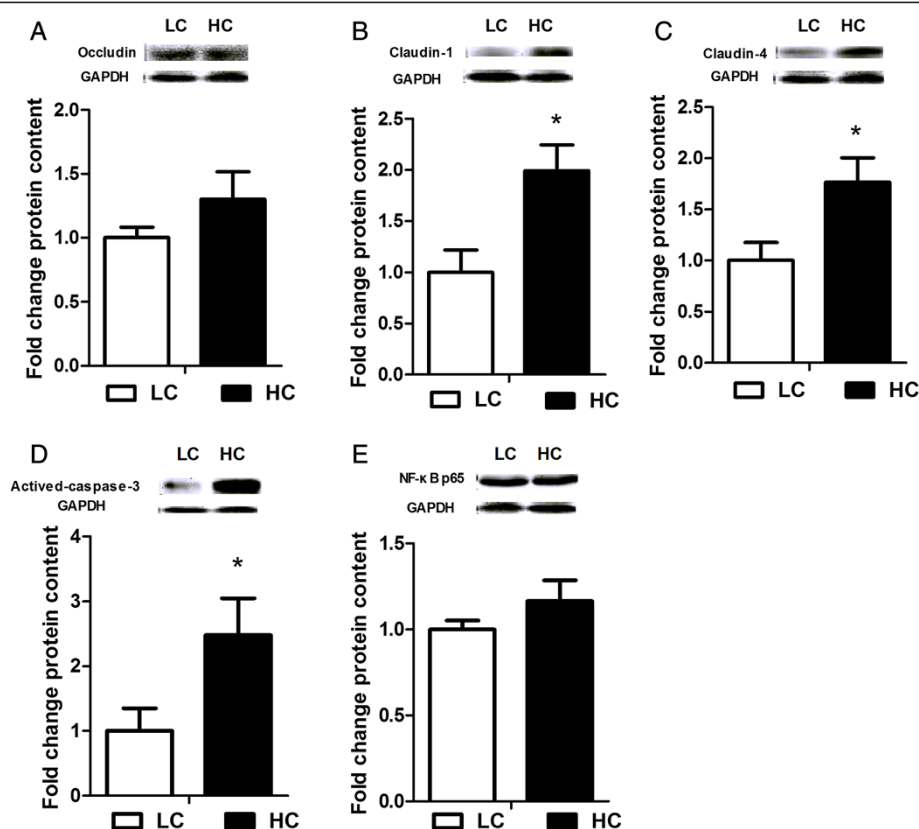 A
LC HC
Occludin
GAPDH
Fold change protein content
2.0
1.5
1.0
0.5
0.0
LC HC
B
LC HC
Claudin-1
GAPDH
Fold change protein content
2.5
2.0
1.5
1.0
0.5
0.0
*
LC HC
C
LC HC
Claudin-4
GAPDH
Fold change protein content
2.5
2.0
1.5
1.0
0.5
0.0
*
LC HC
D
LC HC
Actived-caspase-3
GAPDH
Fold change protein content
4
3
2
1
0
*
LC HC
E
LC HC
NF-κBp65
GAPDH
Fold change protein content
1.5
1.0
0.5
0.0
LC HC